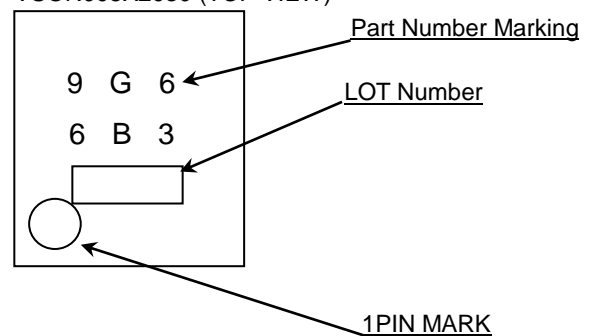 Part Number Marking
9 G 6
LOT Number
6 B 3
1PIN MARK